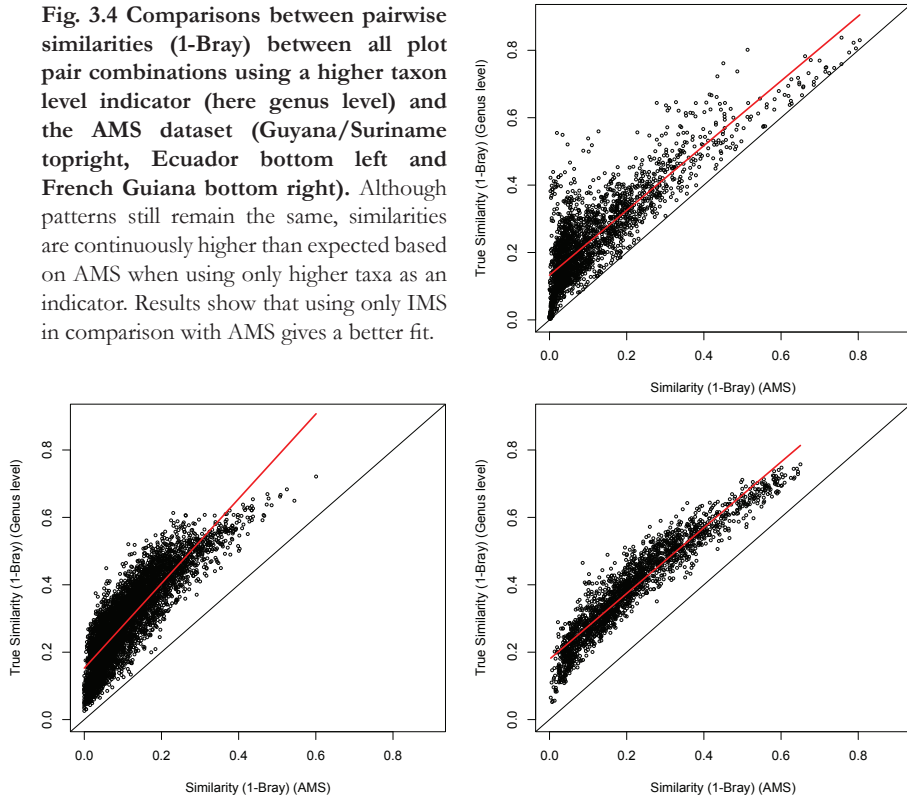 Fig. 3.4 Comparisons between pairwise
similarities (1-Bray) between all plot
pair combinations using a higher taxon
level indicator (here genus level) and
the AMS dataset (Guyana/Suriname
topright, Ecuador bottom left and
French Guiana bottom right). Although
patterns still remain the same, similarities
are continuously higher than expected based
on AMS when using only higher taxa as an
indicator. Results show that using only IMS
in comparison with AMS gives a better fit.
True Similarity (1-Bray) (Genus level)
0.0 0.2 0.4 0.6 0.8
0.0 0.2 0.4 0.6 0.8
Similarity (1-Bray) (AMS)
True Similarity (1-Bray) (Genus level)
0.0 0.2 0.4 0.6 0.8
0.0 0.2 0.4 0.6 0.8
Similarity (1-Bray) (AMS)
True Similarity (1-Bray) (Genus level)
0.0 0.2 0.4 0.6 0.8
0.0 0.2 0.4 0.6 0.8
Similarity (1-Bray) (AMS)